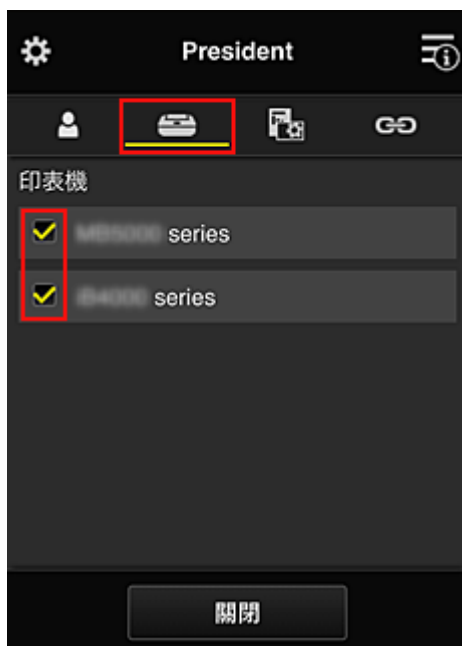 President
印表機
series
series
關閉